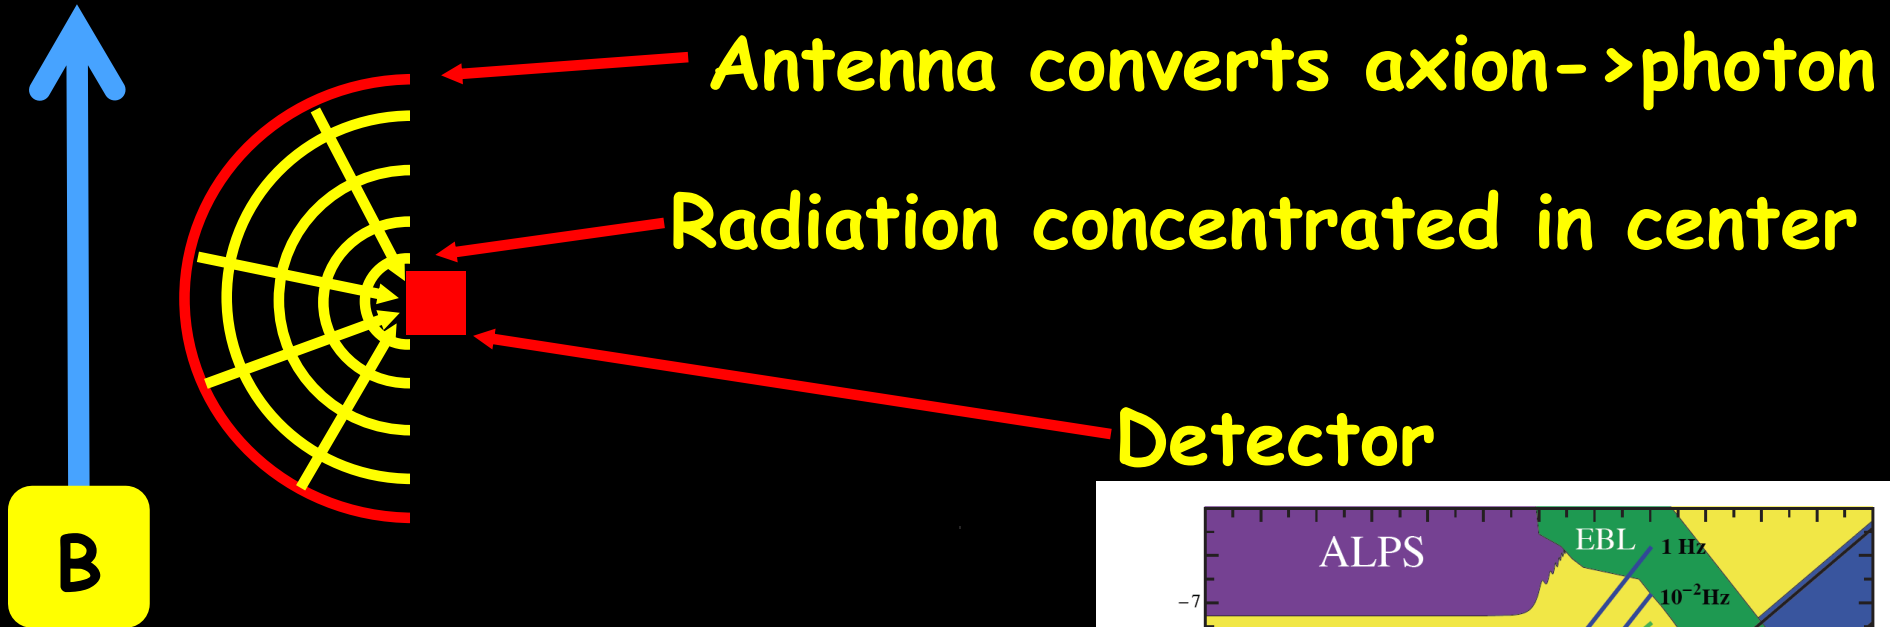 Antenna converts axion->photon
Radiation concentrated in center
Detector
B
ALPS
EBL
1 Hz
10⁻²Hz
-7